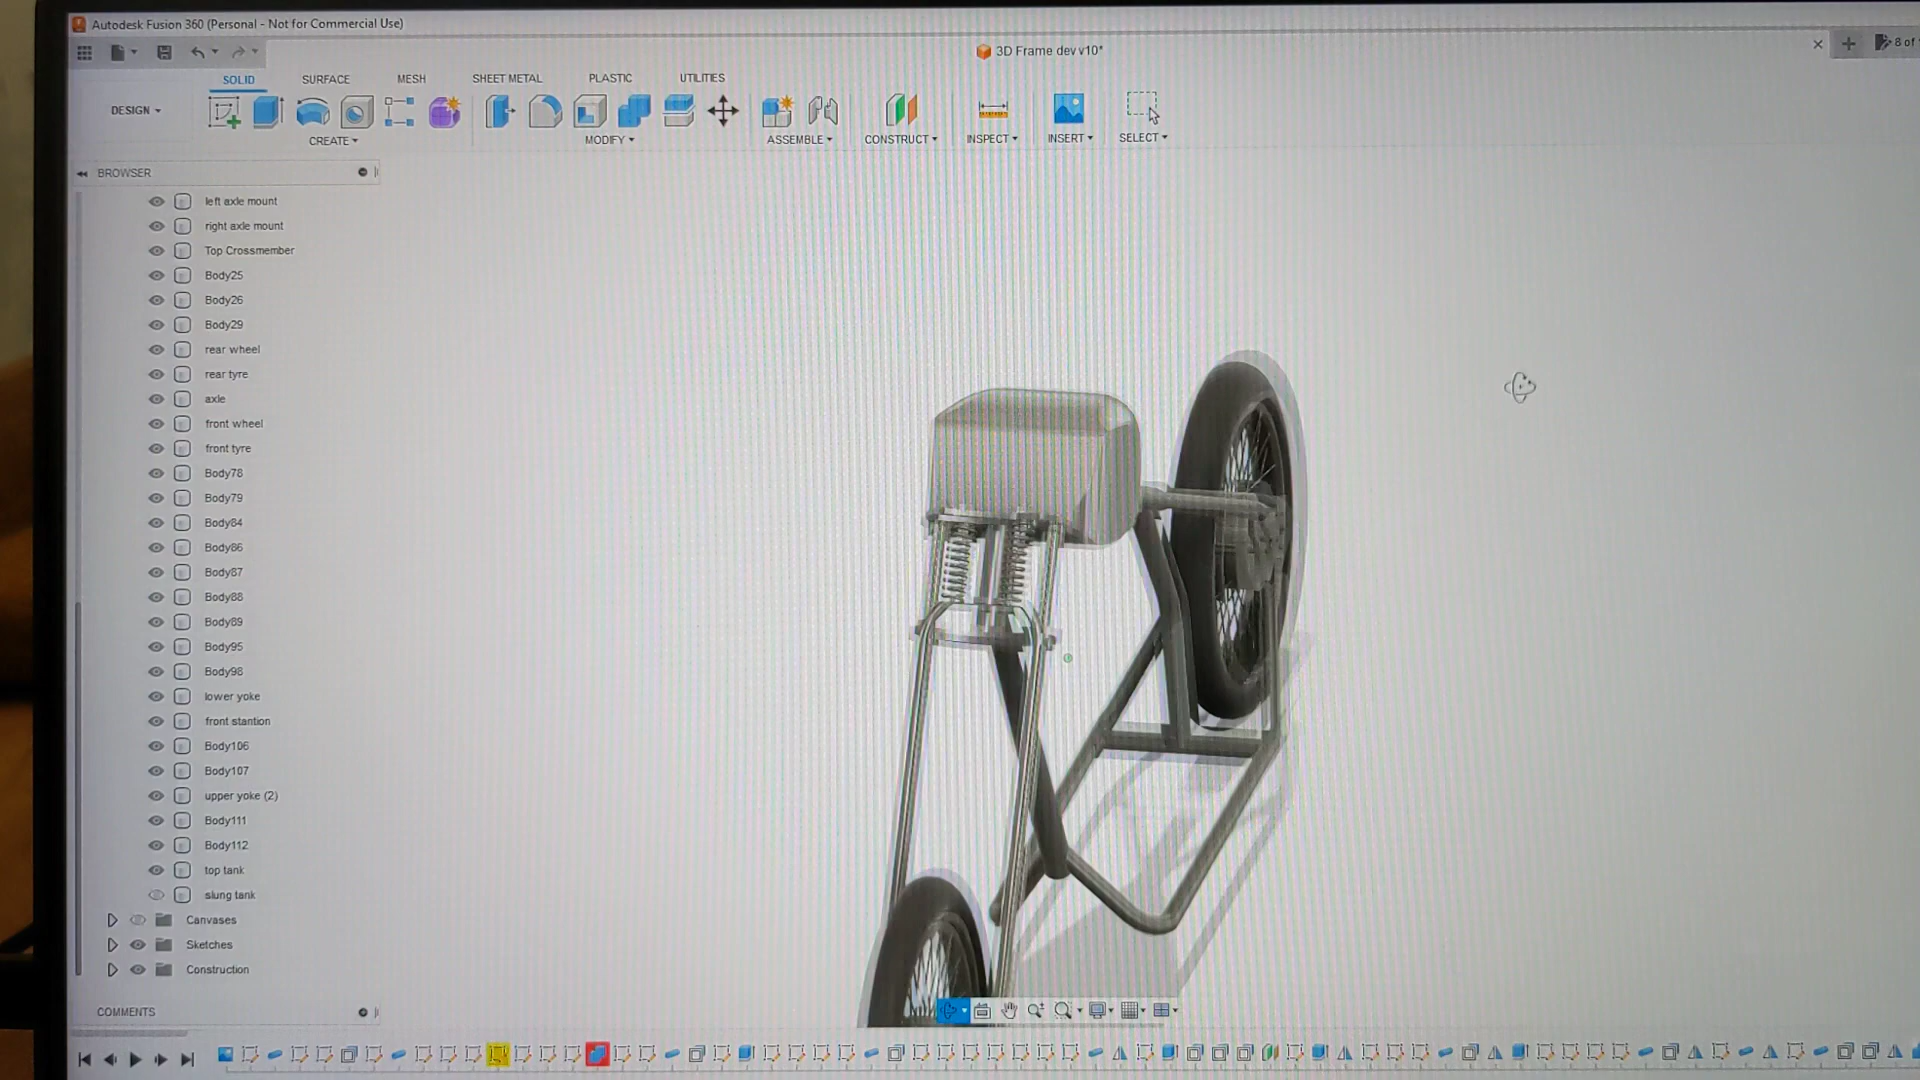 Autodesk Fusion 360 (Personal - Not for Commercial Use)
3D Frame dev v10*
8 of
SOLID
SURFACE
MESH
SHEET METAL
PLASTIC
UTILITIES
DESIGN
CREATE
MODIFY
ASSEMBLE
CONSTRUCT
INSPECT
INSERT
SELECT
BROWSER
left axle mount
right axle mount
Top Crossmember
Body25
Body26
Body29
rear wheel
rear tyre
axle
front wheel
front tyre
Body78
Body79
Body84
Body86
Body87
Body88
Body89
Body95
Body98
lower yoke
front stantion
Body106
Body107
upper yoke (2)
Body111
Body112
top tank
slung tank
Canvases
Sketches
Construction
COMMENTS